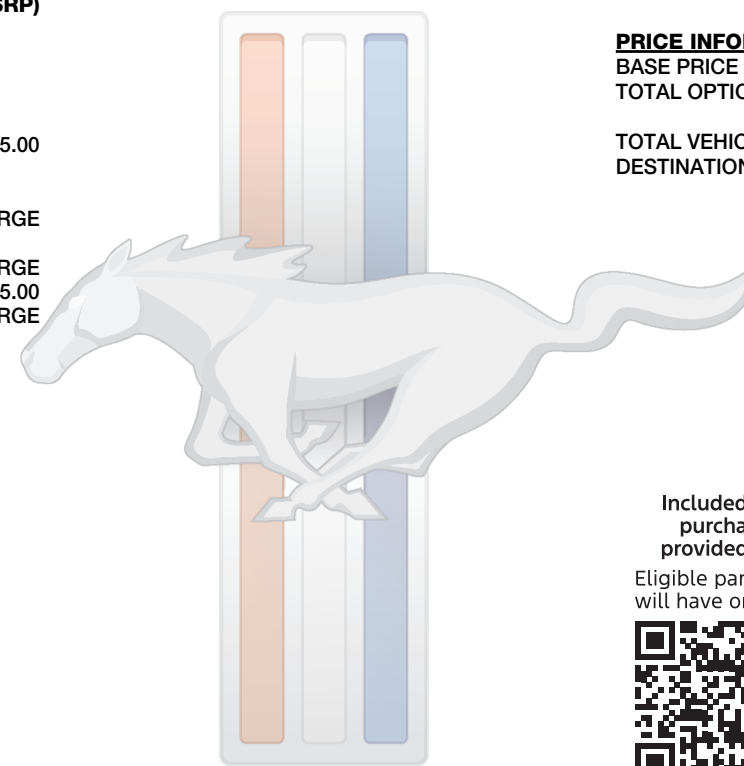 SRP)
5.00
RGE
RGE
5.00
RGE
PRICE INFO
BASE PRICE
TOTAL OPTIO
TOTAL VEHIC
DESTINATION
Included
purcha
provided
Eligible par
will have o